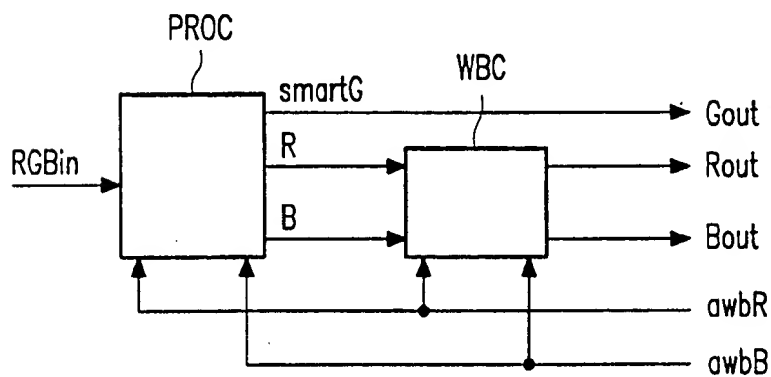 PROC
WBC
smartG
Gout
RGBin
R
Rout
B
Bout
awbR
awbB